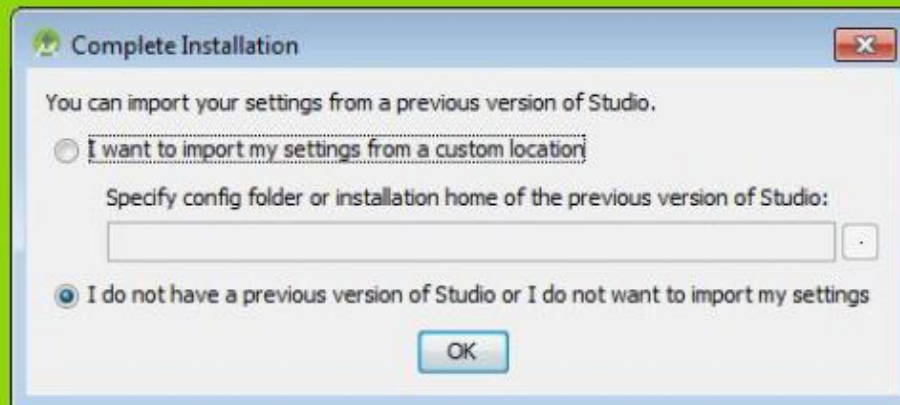 Complete Installation
You can import your settings from a previous version of Studio.
I want to import my settings from a custom location
Specify config folder or installation home of the previous version of Studio:
.
I do not have a previous version of Studio or I do not want to import my settings
OK